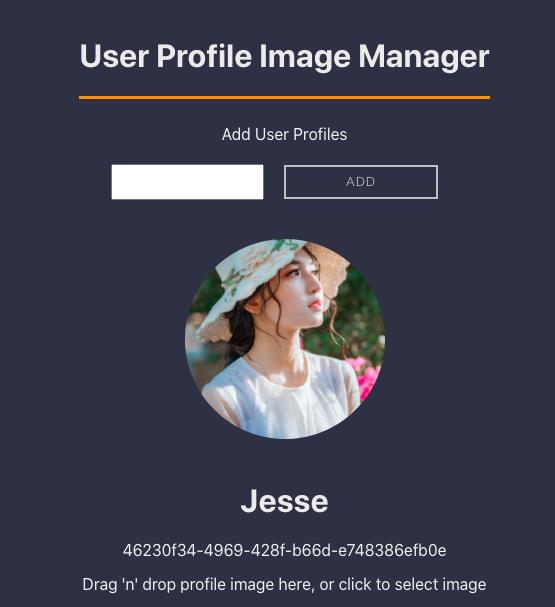 User Profile Image Manager
Add User Profiles
ADD
Jesse
46230f34-4969-428f-b66d-e748386efb0e
Drag 'n' drop profile image here, or click to select image